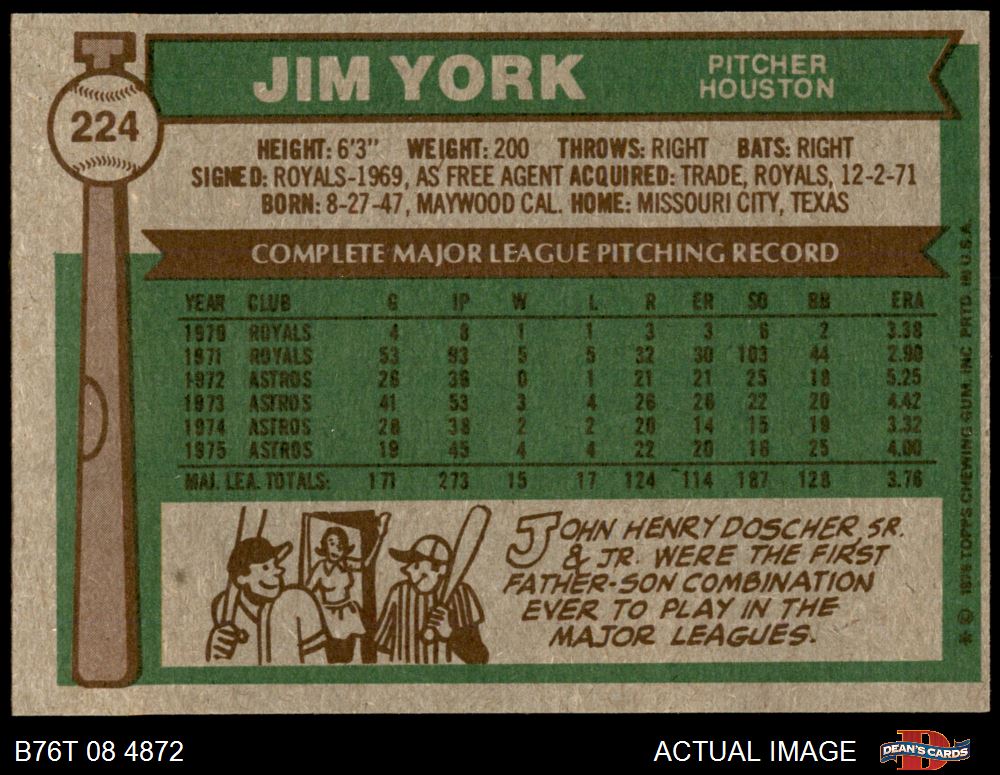 T
224
JIM YORK
PITCHER
HOUSTON
HEIGHT: 6'3" WEIGHT: 200 THROWS: RIGHT BATS: RIGHT
SIGNED: ROYALS-1969, AS FREE AGENT ACQUIRED: TRADE, ROYALS, 12-2-71
BORN: 8-27-47, MAYWOOD CAL. HOME: MISSOURI CITY, TEXAS
COMPLETE MAJOR LEAGUE PITCHING RECORD
YEAR CLUB G IP W L R ER SO BB ERA
1970 ROYALS 4 8 1 1 3 3 6 2 3.38
1971 ROYALS 53 93 5 5 32 30 103 44 2.90
1972 ASTROS 26 36 0 1 21 21 25 18 5.25
1973 ASTROS 41 53 3 4 26 26 22 20 4.42
1974 ASTROS 28 38 2 2 20 14 15 19 3.32
1975 ASTROS 19 45 4 4 22 20 16 25 4.00
MAJ. LEA. TOTALS: 171 273 15 17 124 114 187 128 3.76
JOHN HENRY DOSCHER, SR.
& JR. WERE THE FIRST
FATHER-SON COMBINATION
EVER TO PLAY IN THE
MAJOR LEAGUES.
* © 1976 TOPPS CHEWING GUM, INC. PRTD. IN U.S.A.
B76T 08 4872
ACTUAL IMAGE
D
DEAN'S CARDS